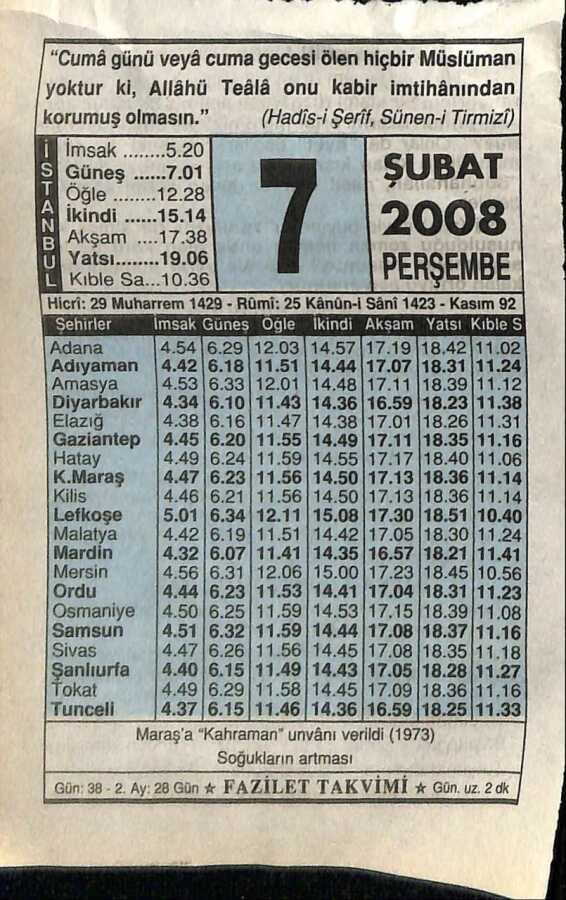 “Cumâ günü veyâ cuma gecesi ölen hiçbir Müslüman
yoktur ki, Allâhü Teâlâ onu kabir imtihânından
korumuş olmasın.” (Hadîs-i Şerîf, Sünen-i Tirmizî)
İSTANBUL
İmsak ........5.20
Güneş ......7.01
Öğle ........12.28
İkindi ......15.14
Akşam ....17.38
Yatsı........19.06
Kıble Sa...10.36
7
ŞUBAT
2008
PERŞEMBE
Hicrî: 29 Muharrem 1429 - Rûmî: 25 Kânûn-i Sânî 1423 - Kasım 92
Şehirler İmsak Güneş Öğle İkindi Akşam Yatsı Kıble S
Adana 4.54 6.29 12.03 14.57 17.19 18.42 11.02
Adıyaman 4.42 6.18 11.51 14.44 17.07 18.31 11.24
Amasya 4.53 6.33 12.01 14.48 17.11 18.39 11.12
Diyarbakır 4.34 6.10 11.43 14.36 16.59 18.23 11.38
Elazığ 4.38 6.16 11.47 14.38 17.01 18.26 11.31
Gaziantep 4.45 6.20 11.55 14.49 17.11 18.35 11.16
Hatay 4.49 6.24 11.59 14.55 17.17 18.40 11.06
K.Maraş 4.47 6.23 11.56 14.50 17.13 18.36 11.14
Kilis 4.46 6.21 11.56 14.50 17.13 18.36 11.14
Lefkoşe 5.01 6.34 12.11 15.08 17.30 18.51 10.40
Malatya 4.42 6.19 11.51 14.42 17.05 18.30 11.24
Mardin 4.32 6.07 11.41 14.35 16.57 18.21 11.41
Mersin 4.56 6.31 12.06 15.00 17.23 18.45 10.56
Ordu 4.44 6.23 11.53 14.41 17.04 18.31 11.23
Osmaniye 4.50 6.25 11.59 14.53 17.15 18.39 11.08
Samsun 4.51 6.32 11.59 14.44 17.08 18.37 11.16
Sivas 4.47 6.26 11.56 14.45 17.08 18.35 11.18
Şanlıurfa 4.40 6.15 11.49 14.43 17.05 18.28 11.27
Tokat 4.49 6.29 11.58 14.45 17.09 18.36 11.16
Tunceli 4.37 6.15 11.46 14.36 16.59 18.25 11.33
Maraş’a “Kahraman” unvânı verildi (1973)
Soğukların artması
Gün: 38 - 2. Ay: 28 Gün ★ FAZİLET TAKVİMİ ★ Gün. uz. 2 dk